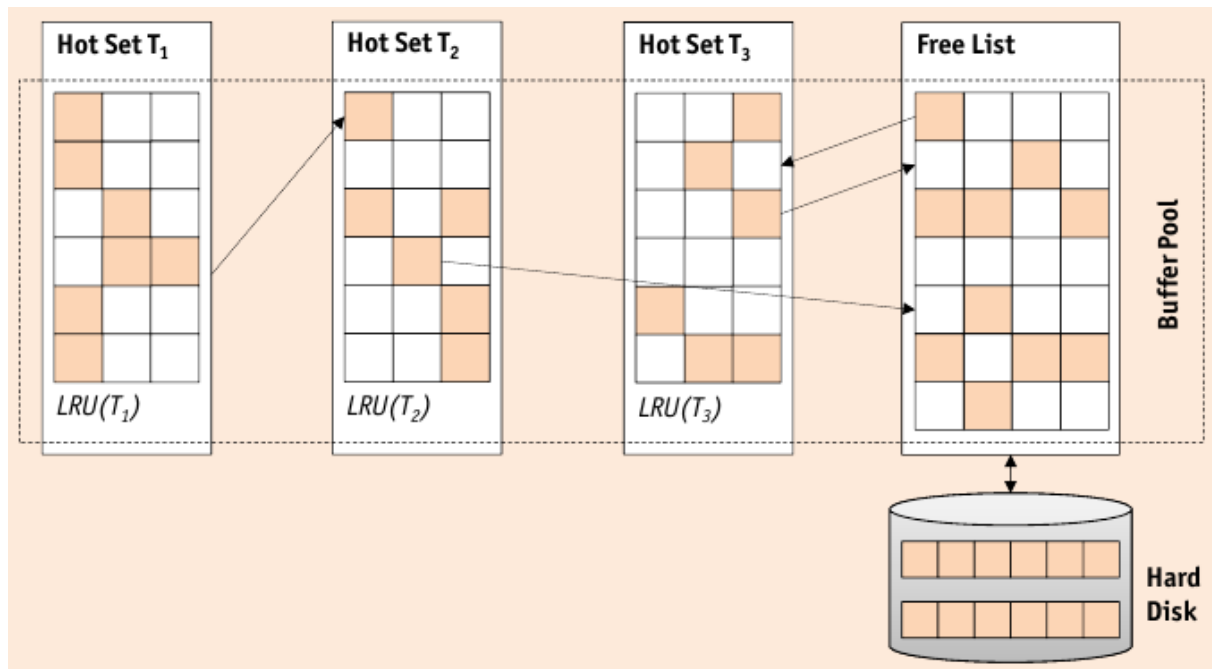 Hot Set T₁
Hot Set T₂
Hot Set T₃
Free List
LRU(T₁)
LRU(T₂)
LRU(T₃)
Buffer Pool
Hard
Disk